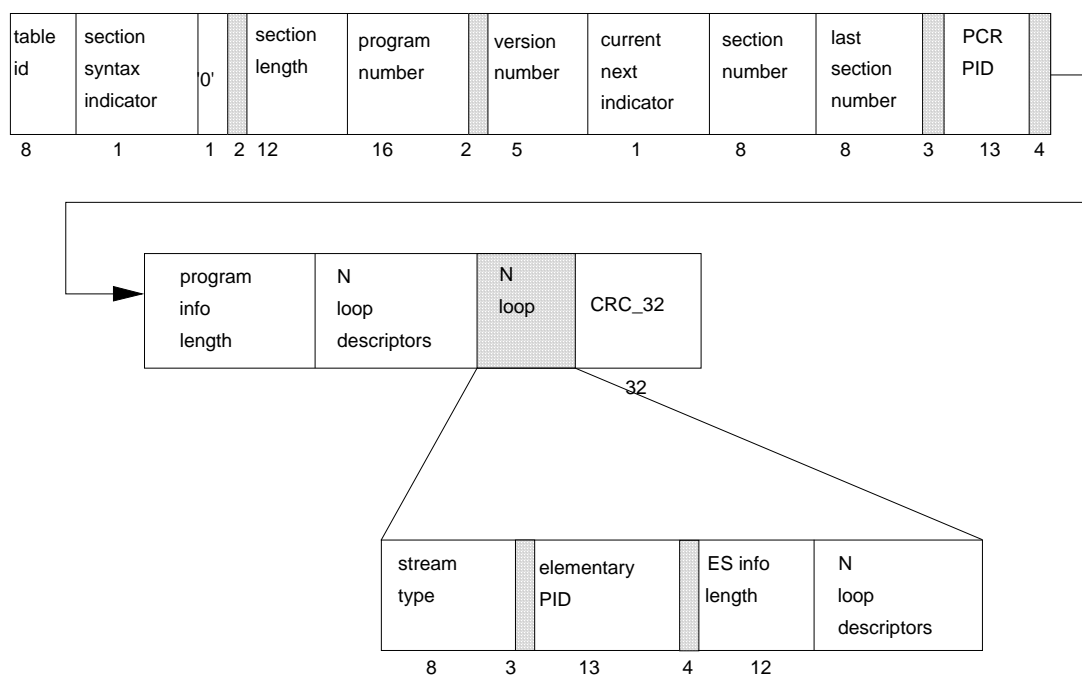 table
id
section
syntax
indicator
'0'
section
length
program
number
version
number
current
next
indicator
section
number
last
section
number
PCR
PID
8 1 1 2 12 16 2 5 1 8 8 3 13 4
program
info
length
N
loop
descriptors
N
loop
CRC_32
32
stream
type
elementary
PID
ES info
length
N
loop
descriptors
8 3 13 4 12